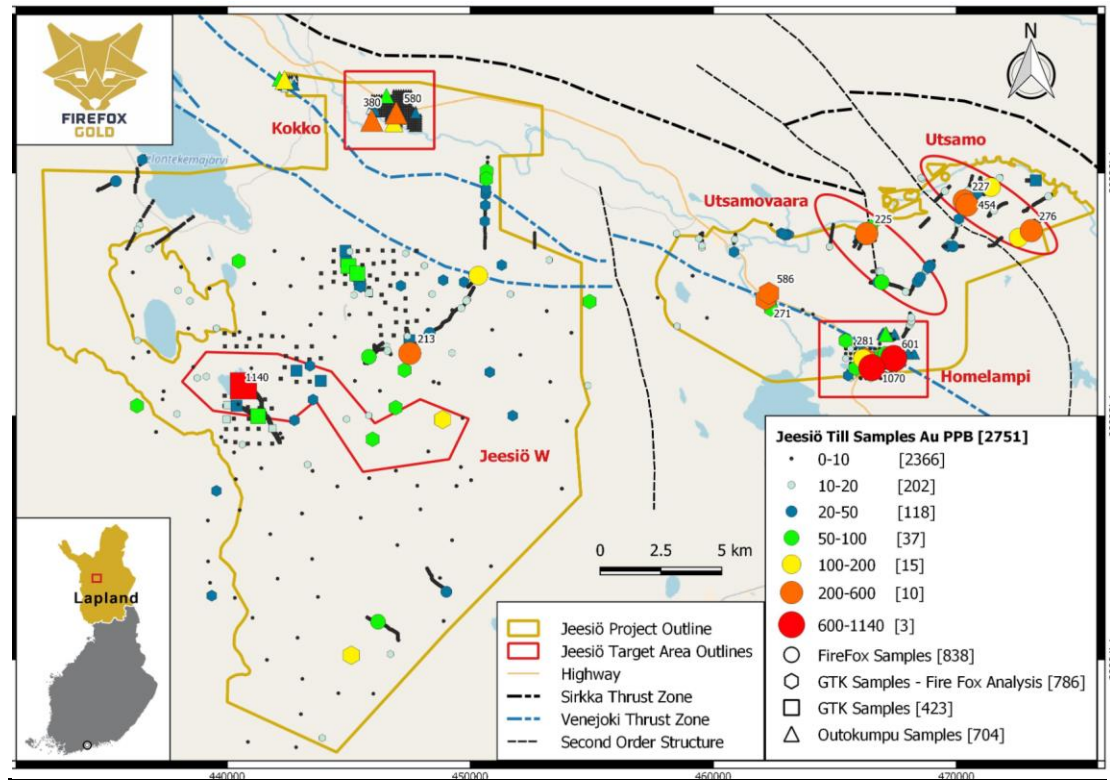 FIREFOX
GOLD
N
Kokko
380
580
elontekemajärvi
Utsamo
Utsamovaara
227
454
276
225
586
271
213
281
601
1070
Homelampi
1140
Jeesiö W
0 2.5 5 km
Lapland
Jeesiö Project Outline
Jeesiö Target Area Outlines
Highway
Sirkka Thrust Zone
Venejoki Thrust Zone
Second Order Structure
Jeesiö Till Samples Au PPB [2751]
0-10 [2366]
10-20 [202]
20-50 [118]
50-100 [37]
100-200 [15]
200-600 [10]
600-1140 [3]
FireFox Samples [838]
GTK Samples - Fire Fox Analysis [786]
GTK Samples [423]
Outokumpu Samples [704]
440000 450000 460000 470000